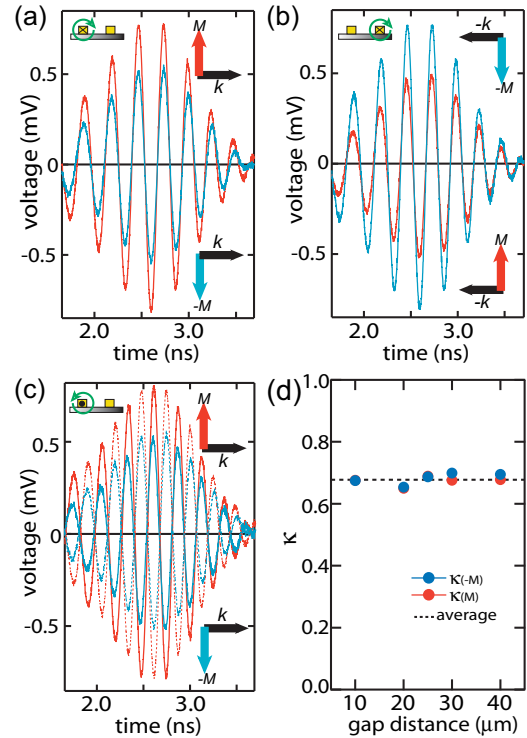 (a)
M
k
0.5
0
-0.5
voltage (mV)
k
-M
2.0
3.0
time (ns)
(b)
-k
-M
0.5
0
-0.5
voltage (mV)
M
-k
2.0
3.0
time (ns)
(c)
M
k
0.5
0
-0.5
voltage (mV)
k
-M
2.0
3.0
time (ns)
(d)
1.0
0.8
0.6
0.4
0.2
0.0
κ
κ(-M)
κ(M)
average
10
20
30
40
gap distance (μm)